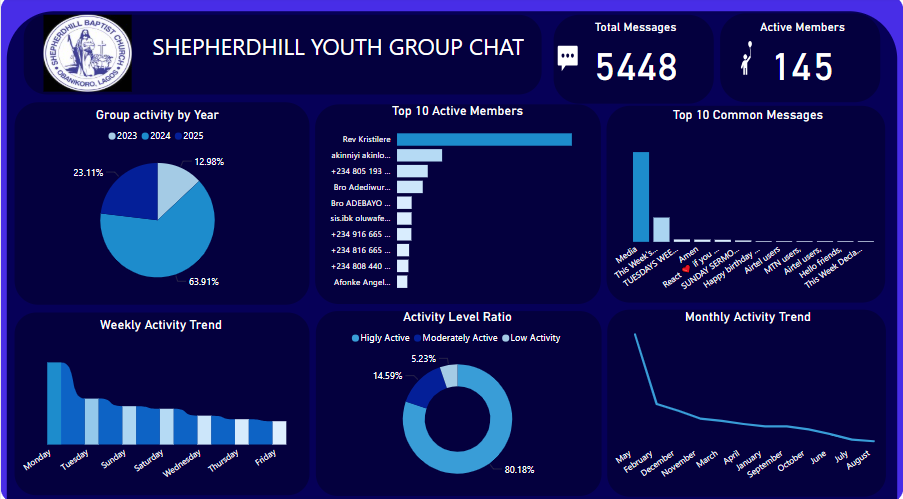 SHEPHERDHILL BAPTIST CHURCH
OBANIKORO, LAGOS
SHEPERDHILL YOUTH GROUP CHAT
Total Messages
5448
Active Members
145
Group activity by Year
2023 2024 2025
12.98%
23.11%
63.91%
Top 10 Active Members
Rev Kristilere
akinniyi akinlo...
+234 805 193 ...
Bro Adediwur...
Bro ADEBAYO ...
sis.ibk oluwafe...
+234 916 665 ...
+234 816 665 ...
+234 808 440 ...
Afonke Angel...
Top 10 Common Messages
Media
This Week's...
TUESDAYS WEE...
Amen
React ❤️ if you ...
SUNDAY SERMO...
Happy birthday ...
Airtel users
MTN users,
Airtel users,
Hello friends,
This Week Decla...
Weekly Activity Trend
Monday
Tuesday
Sunday
Saturday
Wednesday
Thursday
Friday
Activity Level Ratio
Higly Active Moderately Active Low Activity
5.23%
14.59%
80.18%
Monthly Activity Trend
May
February
December
November
March
April
January
September
October
June
July
August